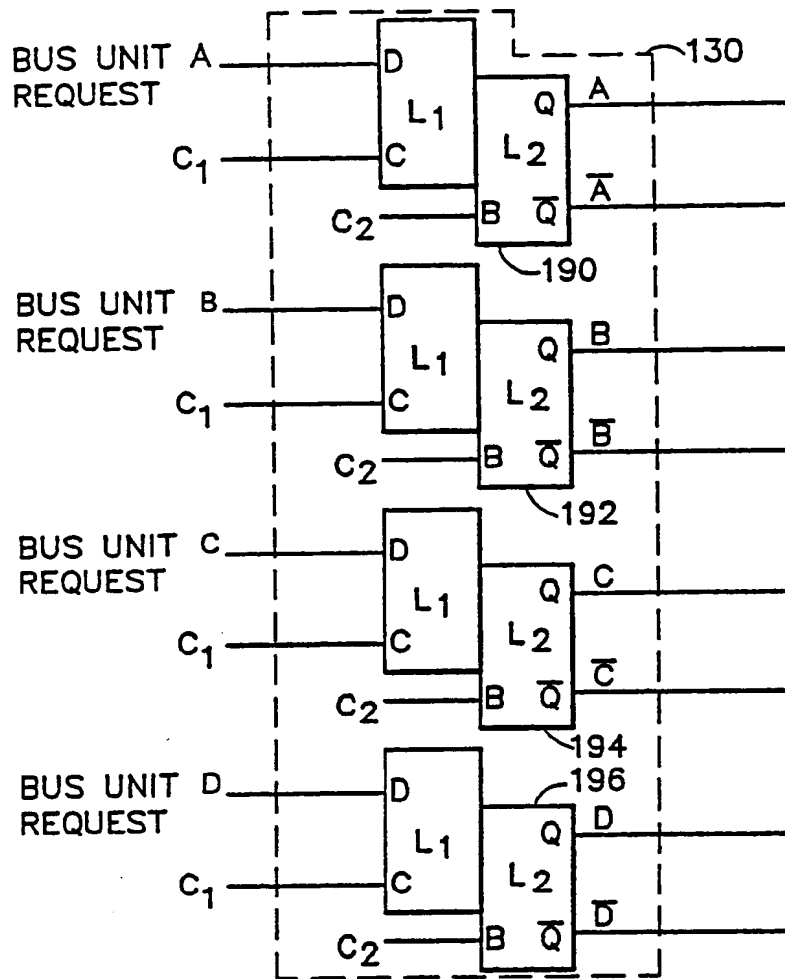 BUS UNIT A
REQUEST
D
130
Q
A
L1
L2
C1
C
A̅
C2
B
Q̅
190
BUS UNIT B
REQUEST
D
Q
B
L1
L2
C1
C
B̅
C2
B
Q̅
192
BUS UNIT C
REQUEST
D
Q
C
L1
L2
C1
C
C̅
C2
B
Q̅
194
196
BUS UNIT D
REQUEST
D
Q
D
L1
L2
C1
C
D̅
C2
B
Q̅